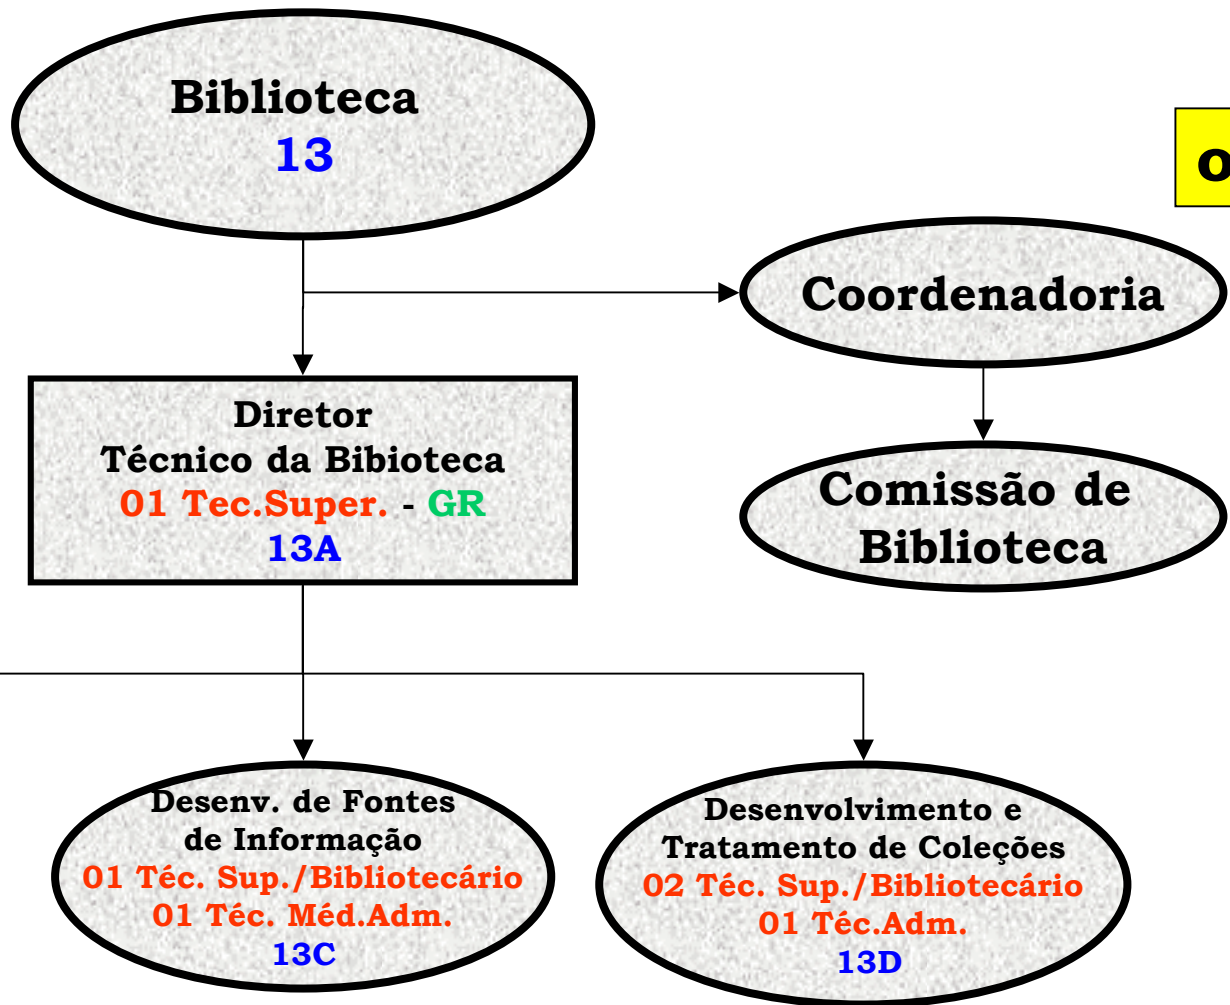 Biblioteca
13
o
Coordenadoria
Diretor
Técnico da Bibioteca
01 Tec.Super. - GR
13A
Comissão de
Biblioteca
Desenv. de Fontes
de Informação
01 Téc. Sup./Bibliotecário
01 Téc. Méd.Adm.
13C
Desenvolvimento e
Tratamento de Coleções
02 Téc. Sup./Bibliotecário
01 Téc.Adm.
13D